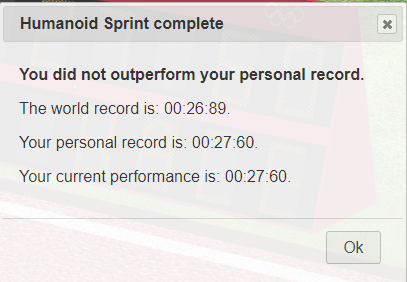 Humanoid Sprint complete
You did not outperform your personal record.
The world record is: 00:26:89.
Your personal record is: 00:27:60.
Your current performance is: 00:27:60.
Ok